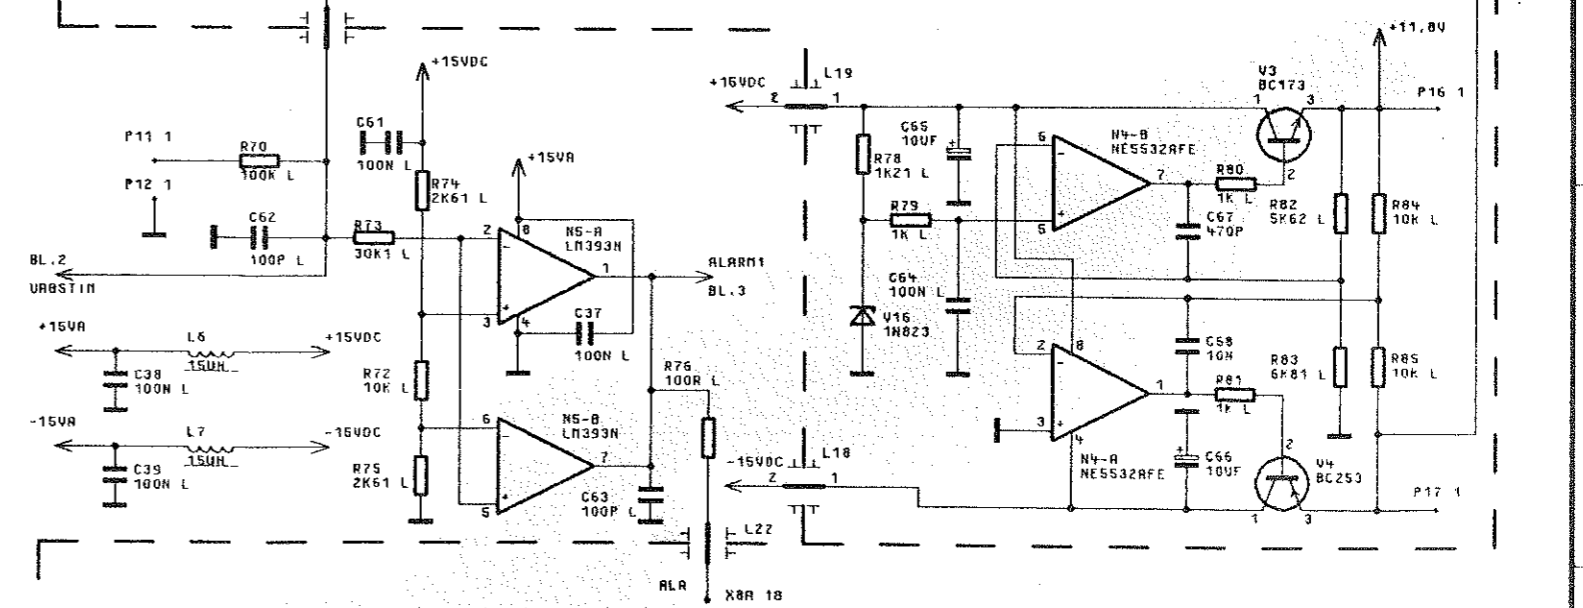 +11.8V
+15VDC
+15VDC
L19
2
1
V3
BC173
1
3
P16 1
C61
100N L
P11 1
R70
100K L
+15VA
C65
10UF
R78
1K21 L
6
N4-B
NE5532AFE
7
R80
1K L
2
P12 1
R74
2K61 L
R79
1K L
5
C67
470P
R82
5K62 L
R84
10K L
C62
100P L
R73
30K1 L
2
8
N5-A
LM393N
1
BL.2
UABSTIM
ALARM1
BL.3
C64
100N L
3
4
C37
100N L
V16
1N823
+15VA
L6
15UH
+15VDC
C38
100N L
R72
10K L
R76
100R L
2
8
C68
10N
R83
6K81 L
R85
10K L
1
R81
1K L
-15VA
L7
15UH
-15VDC
C39
100N L
6
N5-B
LM393N
7
3
4
N4-A
NE5532AFE
R75
2K61 L
5
C63
100P L
-15VDC
L18
2
1
C66
10UF
2
V4
BC253
1
3
P17 1
L22
ALA
X8A 18